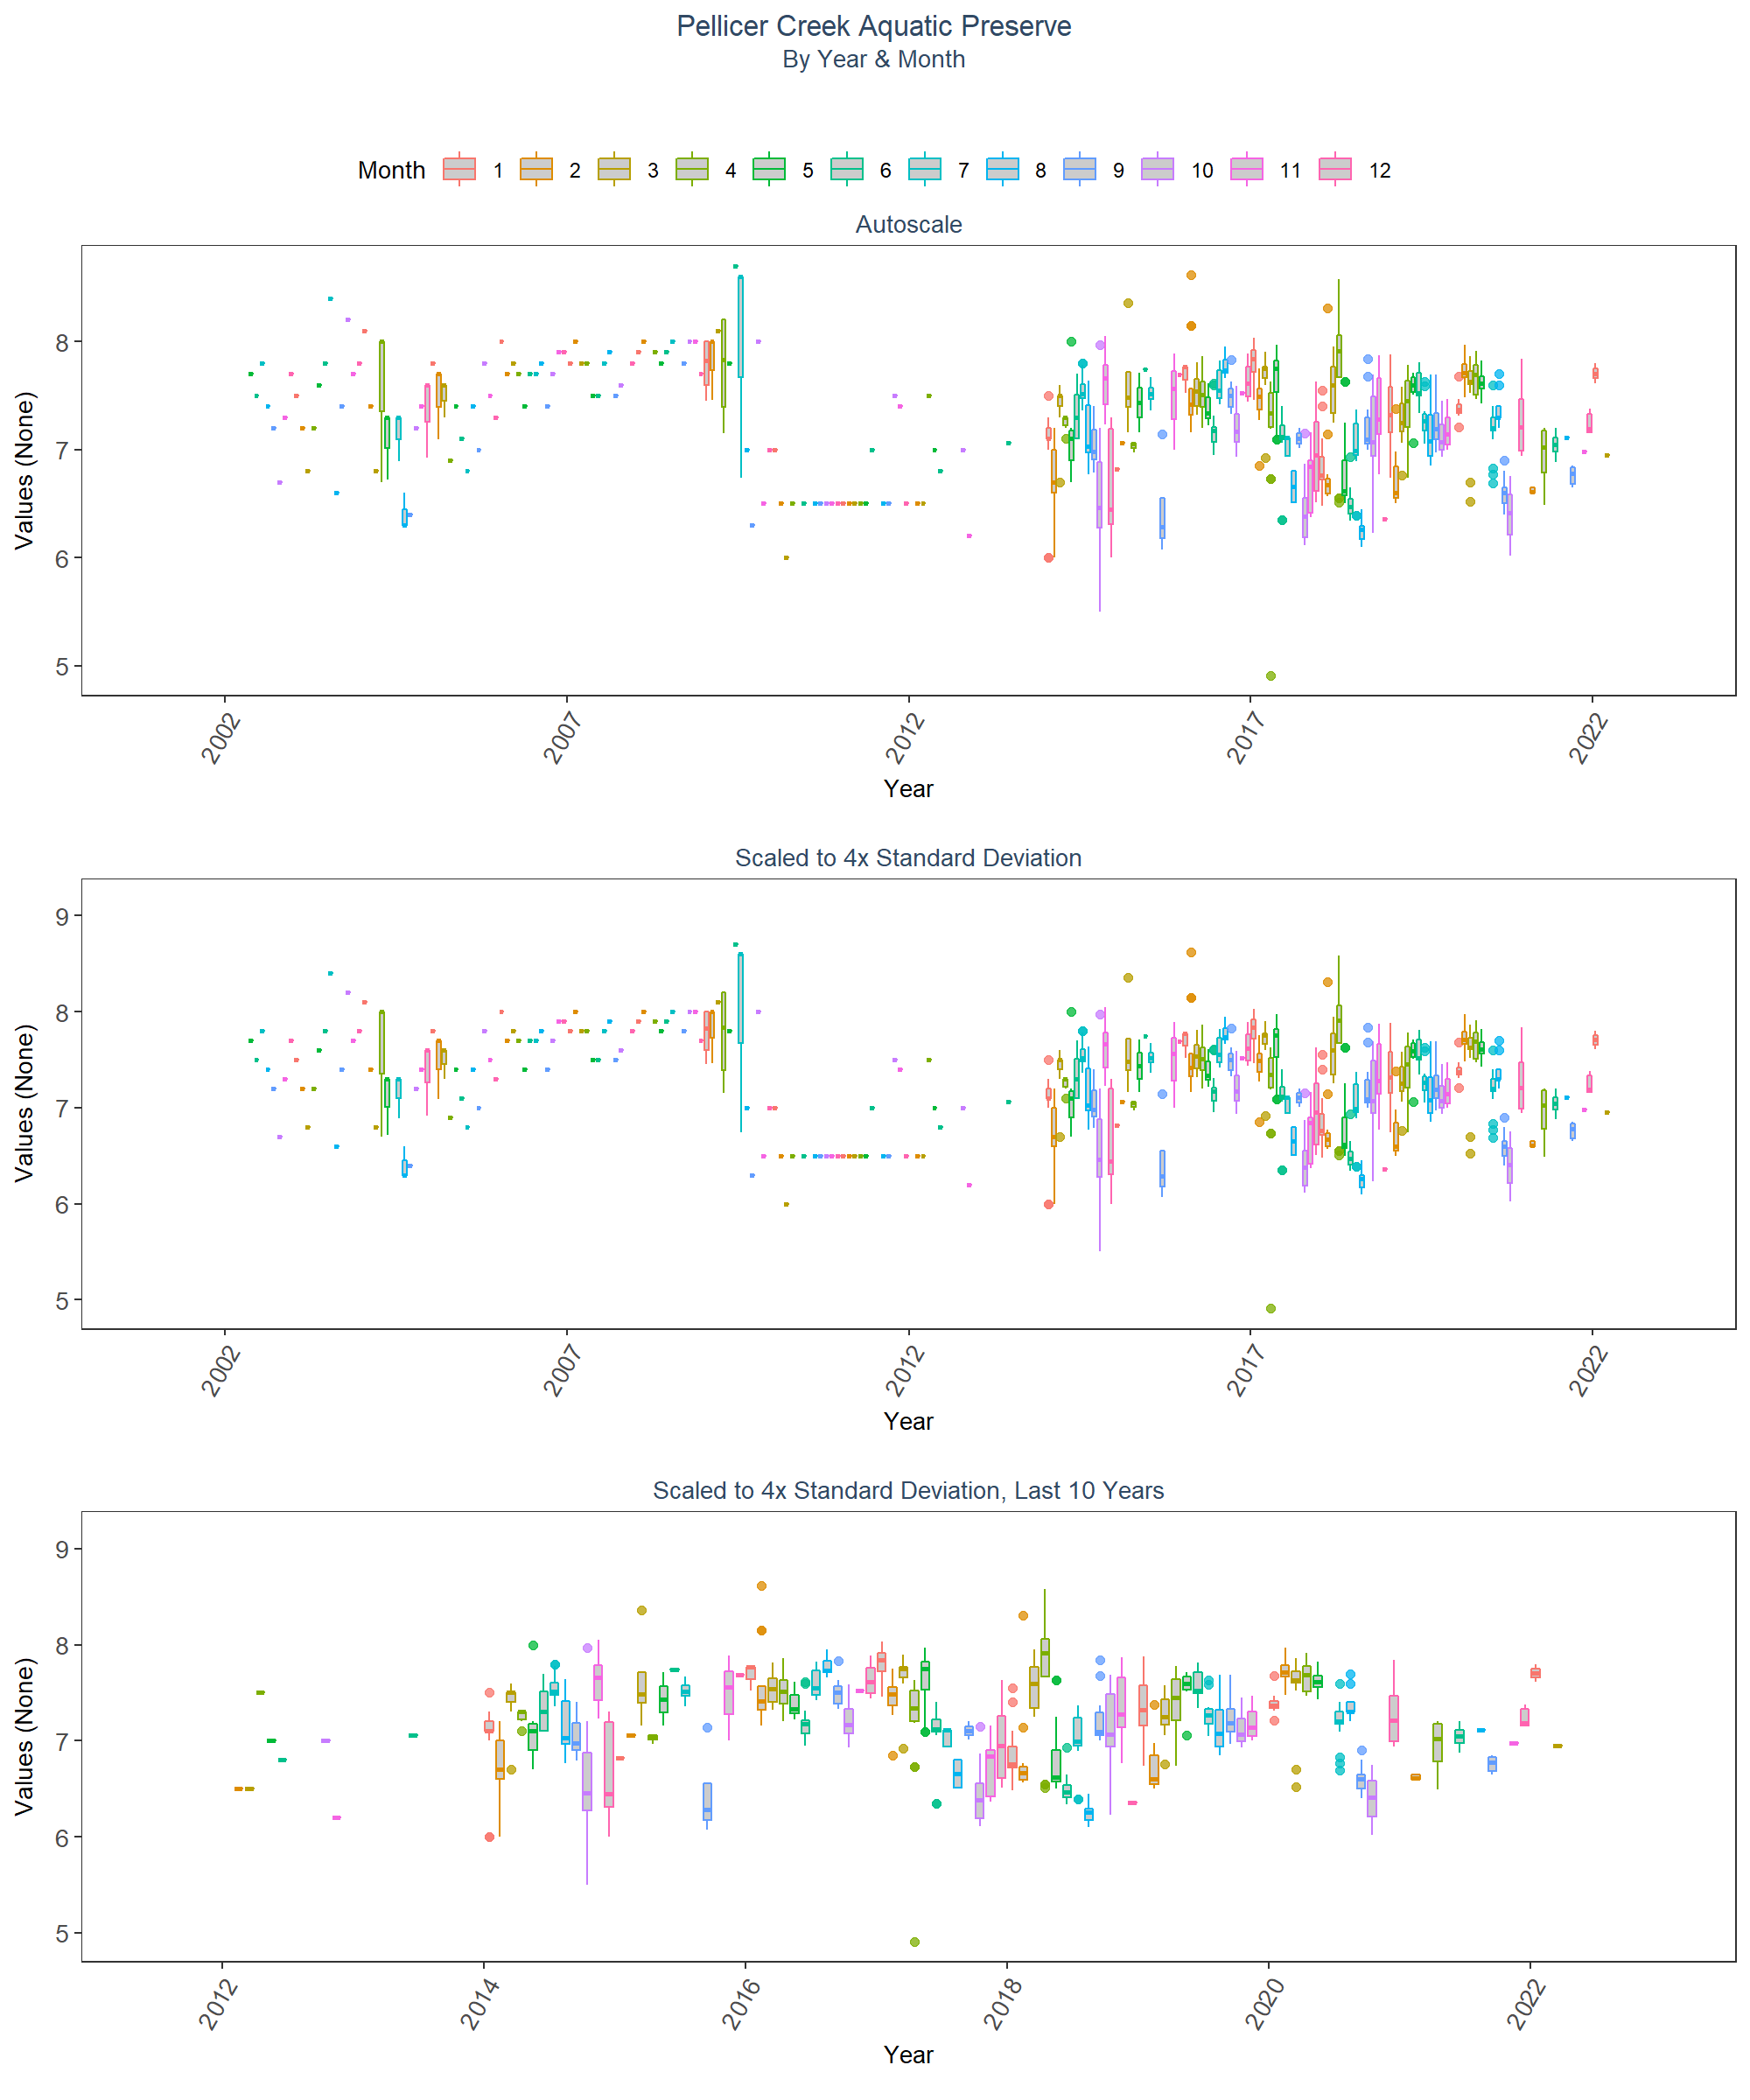 Pellicer Creek Aquatic Preserve
By Year & Month
Month 1 2 3 4 5 6 7 8 9 10 11 12
Autoscale
Values (None)
8
7
6
5
2002 2007 2012 2017 2022
Year
Scaled to 4x Standard Deviation
Values (None)
9
8
7
6
5
2002 2007 2012 2017 2022
Year
Scaled to 4x Standard Deviation, Last 10 Years
Values (None)
9
8
7
6
5
2012 2014 2016 2018 2020 2022
Year